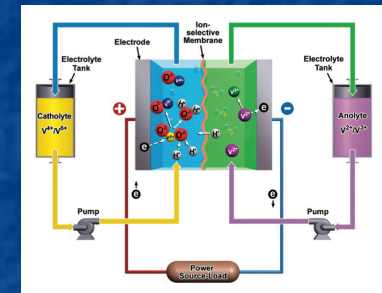 Ion-
selective
Membrane
Electrode
Electrolyte
Tank
Electrolyte
Tank
Catholyte
V4+/V5+
Anolyte
V2+/V3+
H+
H+
H+
H+
e
e
e
e
Pump
Pump
Power
Source-Load